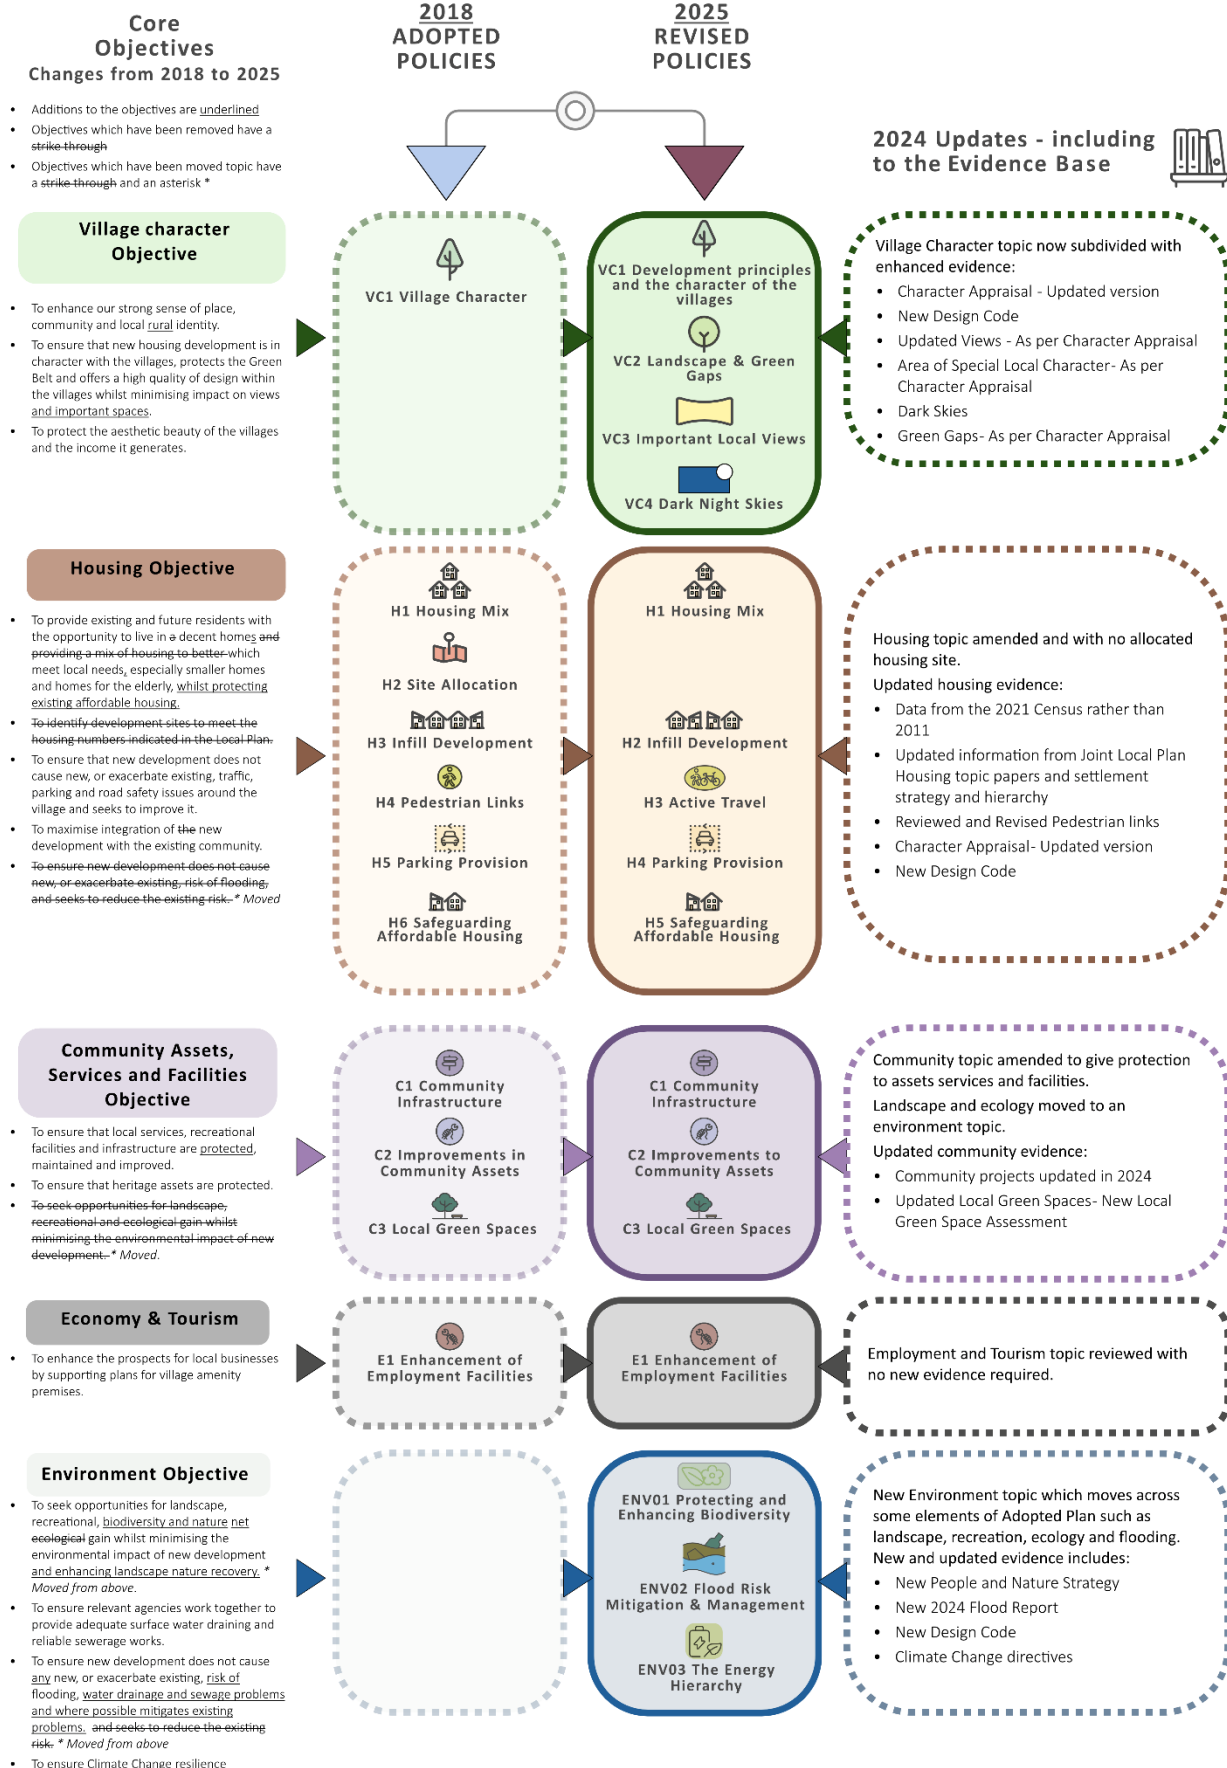 Core
Objectives
Changes from 2018 to 2025
• Additions to the objectives are underlined
• Objectives which have been removed have a
strike through
• Objectives which have been moved topic have
a strike through and an asterisk *
2018
ADOPTED
POLICIES
2025
REVISED
POLICIES
2024 Updates - including
to the Evidence Base
Village character
Objective
• To enhance our strong sense of place,
community and local rural identity.
• To ensure that new housing development is in
character with the villages, protects the Green
Belt and offers a high quality of design within
the villages whilst minimising impact on views
and important spaces.
• To protect the aesthetic beauty of the villages
and the income it generates.
VC1 Village Character
VC1 Development principles
and the character of the
villages
VC2 Landscape & Green
Gaps
VC3 Important Local Views
VC4 Dark Night Skies
Village Character topic now subdivided with
enhanced evidence:
• Character Appraisal - Updated version
• New Design Code
• Updated Views - As per Character Appraisal
• Area of Special Local Character- As per
Character Appraisal
• Dark Skies
• Green Gaps- As per Character Appraisal
Housing Objective
• To provide existing and future residents with
the opportunity to live in a decent homes and
providing a mix of housing to better which
meet local needs, especially smaller homes
and homes for the elderly, whilst protecting
existing affordable housing.
• To identify development sites to meet the
housing numbers indicated in the Local Plan.
• To ensure that new development does not
cause new, or exacerbate existing, traffic,
parking and road safety issues around the
village and seeks to improve it.
• To maximise integration of the new
development with the existing community.
• To ensure new development does not cause
new, or exacerbate existing, risk of flooding,
and seeks to reduce the existing risk. * Moved
H1 Housing Mix
H2 Site Allocation
H3 Infill Development
H4 Pedestrian Links
H5 Parking Provision
H6 Safeguarding
Affordable Housing
H1 Housing Mix
H2 Infill Development
H3 Active Travel
H4 Parking Provision
H5 Safeguarding
Affordable Housing
Housing topic amended and with no allocated
housing site.
Updated housing evidence:
• Data from the 2021 Census rather than
2011
• Updated information from Joint Local Plan
Housing topic papers and settlement
strategy and hierarchy
• Reviewed and Revised Pedestrian links
• Character Appraisal- Updated version
• New Design Code
Community Assets,
Services and Facilities
Objective
• To ensure that local services, recreational
facilities and infrastructure are protected,
maintained and improved.
• To ensure that heritage assets are protected.
• To seek opportunities for landscape,
recreational and ecological gain whilst
minimising the environmental impact of new
development. * Moved.
C1 Community
Infrastructure
C2 Improvements in
Community Assets
C3 Local Green Spaces
C1 Community
Infrastructure
C2 Improvements to
Community Assets
C3 Local Green Spaces
Community topic amended to give protection
to assets services and facilities.
Landscape and ecology moved to an
environment topic.
Updated community evidence:
• Community projects updated in 2024
• Updated Local Green Spaces- New Local
Green Space Assessment
Economy & Tourism
• To enhance the prospects for local businesses
by supporting plans for village amenity
premises.
E1 Enhancement of
Employment Facilities
E1 Enhancement of
Employment Facilities
Employment and Tourism topic reviewed with
no new evidence required.
Environment Objective
• To seek opportunities for landscape,
recreational, biodiversity and nature net
ecological gain whilst minimising the
environmental impact of new development
and enhancing landscape nature recovery. *
Moved from above.
• To ensure relevant agencies work together to
provide adequate surface water draining and
reliable sewerage works.
• To ensure new development does not cause
any new, or exacerbate existing, risk of
flooding, water drainage and sewage problems
and where possible mitigates existing
problems. and seeks to reduce the existing
risk. * Moved from above
• To ensure Climate Change resilience
ENV01 Protecting and
Enhancing Biodiversity
ENV02 Flood Risk
Mitigation & Management
ENV03 The Energy
Hierarchy
New Environment topic which moves across
some elements of Adopted Plan such as
landscape, recreation, ecology and flooding.
New and updated evidence includes:
• New People and Nature Strategy
• New 2024 Flood Report
• New Design Code
• Climate Change directives